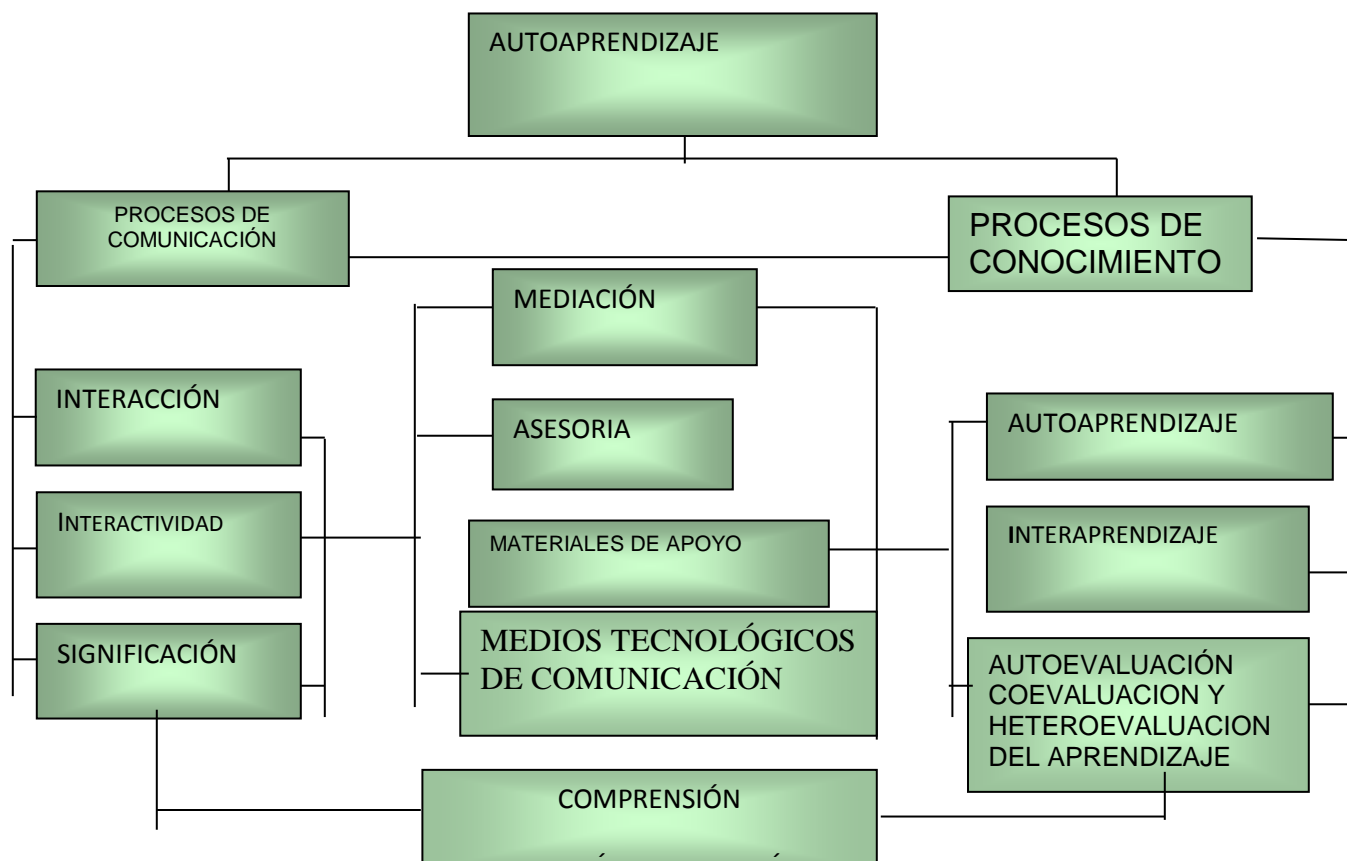 AUTOAPRENDIZAJE
PROCESOS DE
COMUNICACIÓN
PROCESOS DE
CONOCIMIENTO
MEDIACIÓN
INTERACCIÓN
ASESORIA
AUTOAPRENDIZAJE
INTERACTIVIDAD
MATERIALES DE APOYO
INTERAPRENDIZAJE
SIGNIFICACIÓN
MEDIOS TECNOLÓGICOS
DE COMUNICACIÓN
AUTOEVALUACIÓN
COEVALUACION Y
HETEROEVALUACION
DEL APRENDIZAJE
COMPRENSIÓN